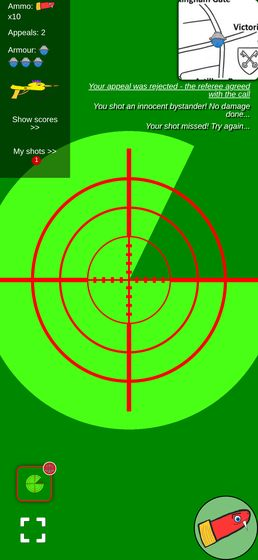 Ammo:
x10
Appeals: 2
Armour:
Show scores
>>
My shots >>
1
Victori
Your appeal was rejected - the referee agreed
with the call
You shot an innocent bystander! No damage
done...
Your shot missed! Try again...